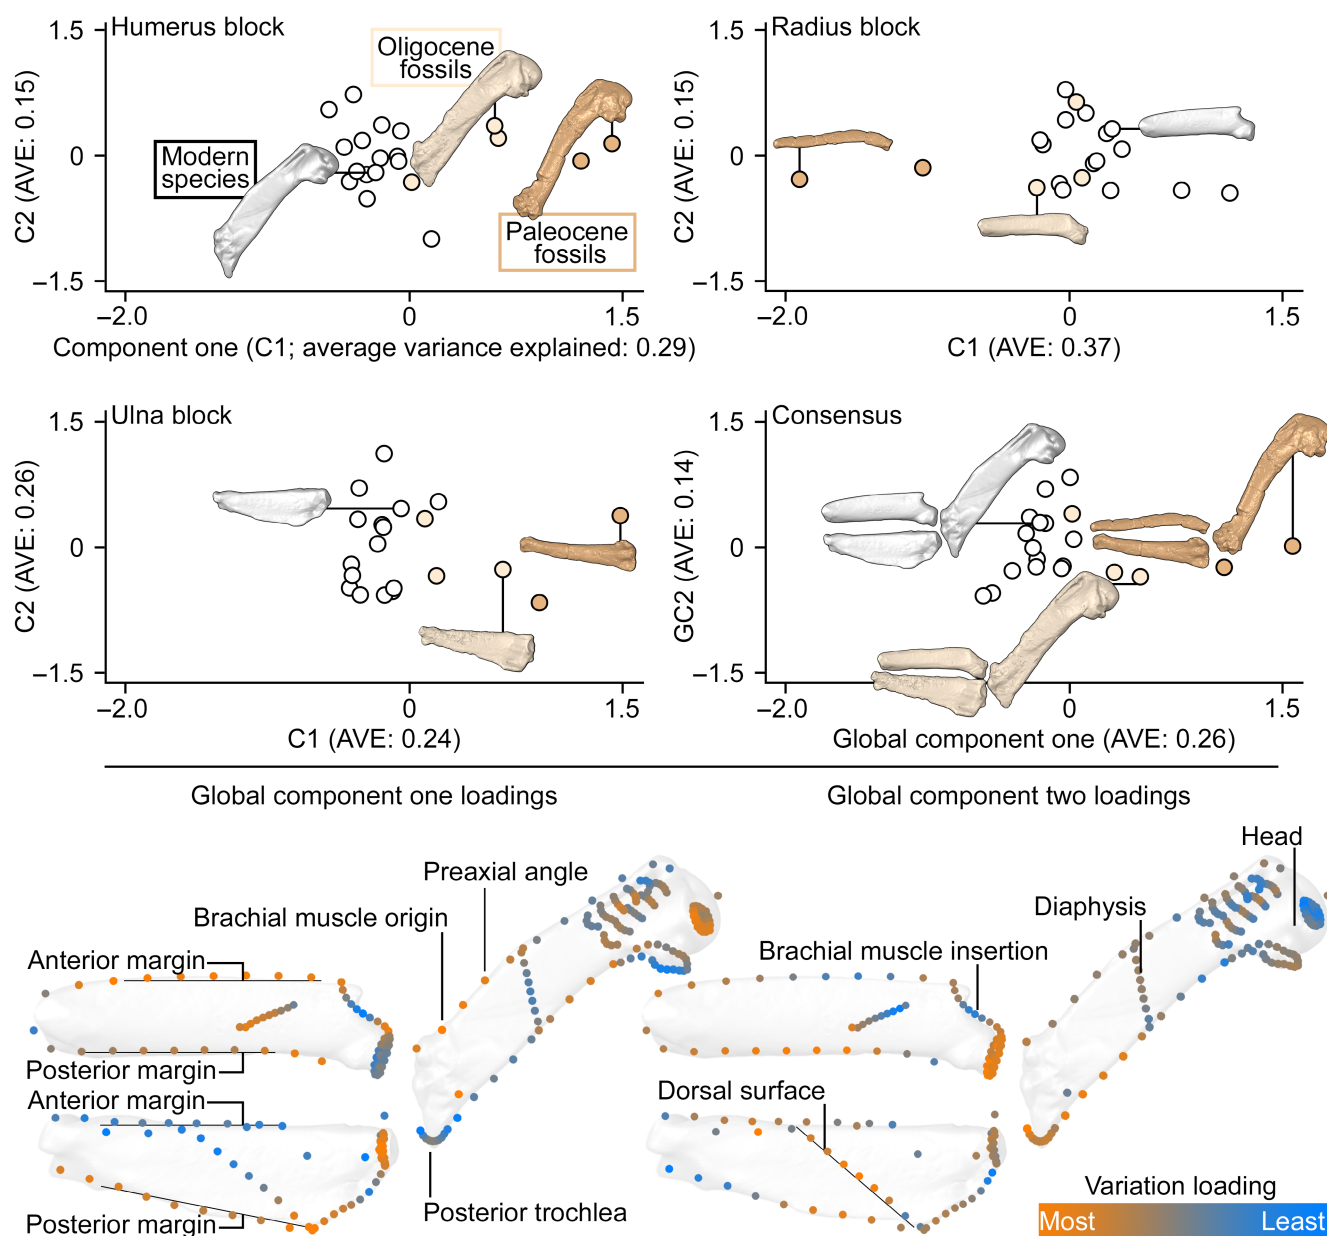 Humerus block
1.5
0
−1.5
C2 (AVE: 0.15)
Oligocene
fossils
Modern
species
Paleocene
fossils
−2.0
0
1.5
Component one (C1; average variance explained: 0.29)
Radius block
1.5
0
−1.5
C2 (AVE: 0.15)
−2.0
0
1.5
C1 (AVE: 0.37)
Ulna block
1.5
0
−1.5
C2 (AVE: 0.26)
−2.0
0
1.5
C1 (AVE: 0.24)
Consensus
1.5
0
−1.5
GC2 (AVE: 0.14)
−2.0
0
1.5
Global component one (AVE: 0.26)
Global component one loadings
Preaxial angle
Brachial muscle origin
Anterior margin
Posterior margin
Anterior margin
Posterior margin
Posterior trochlea
Global component two loadings
Head
Diaphysis
Brachial muscle insertion
Dorsal surface
Variation loading
Most
Least